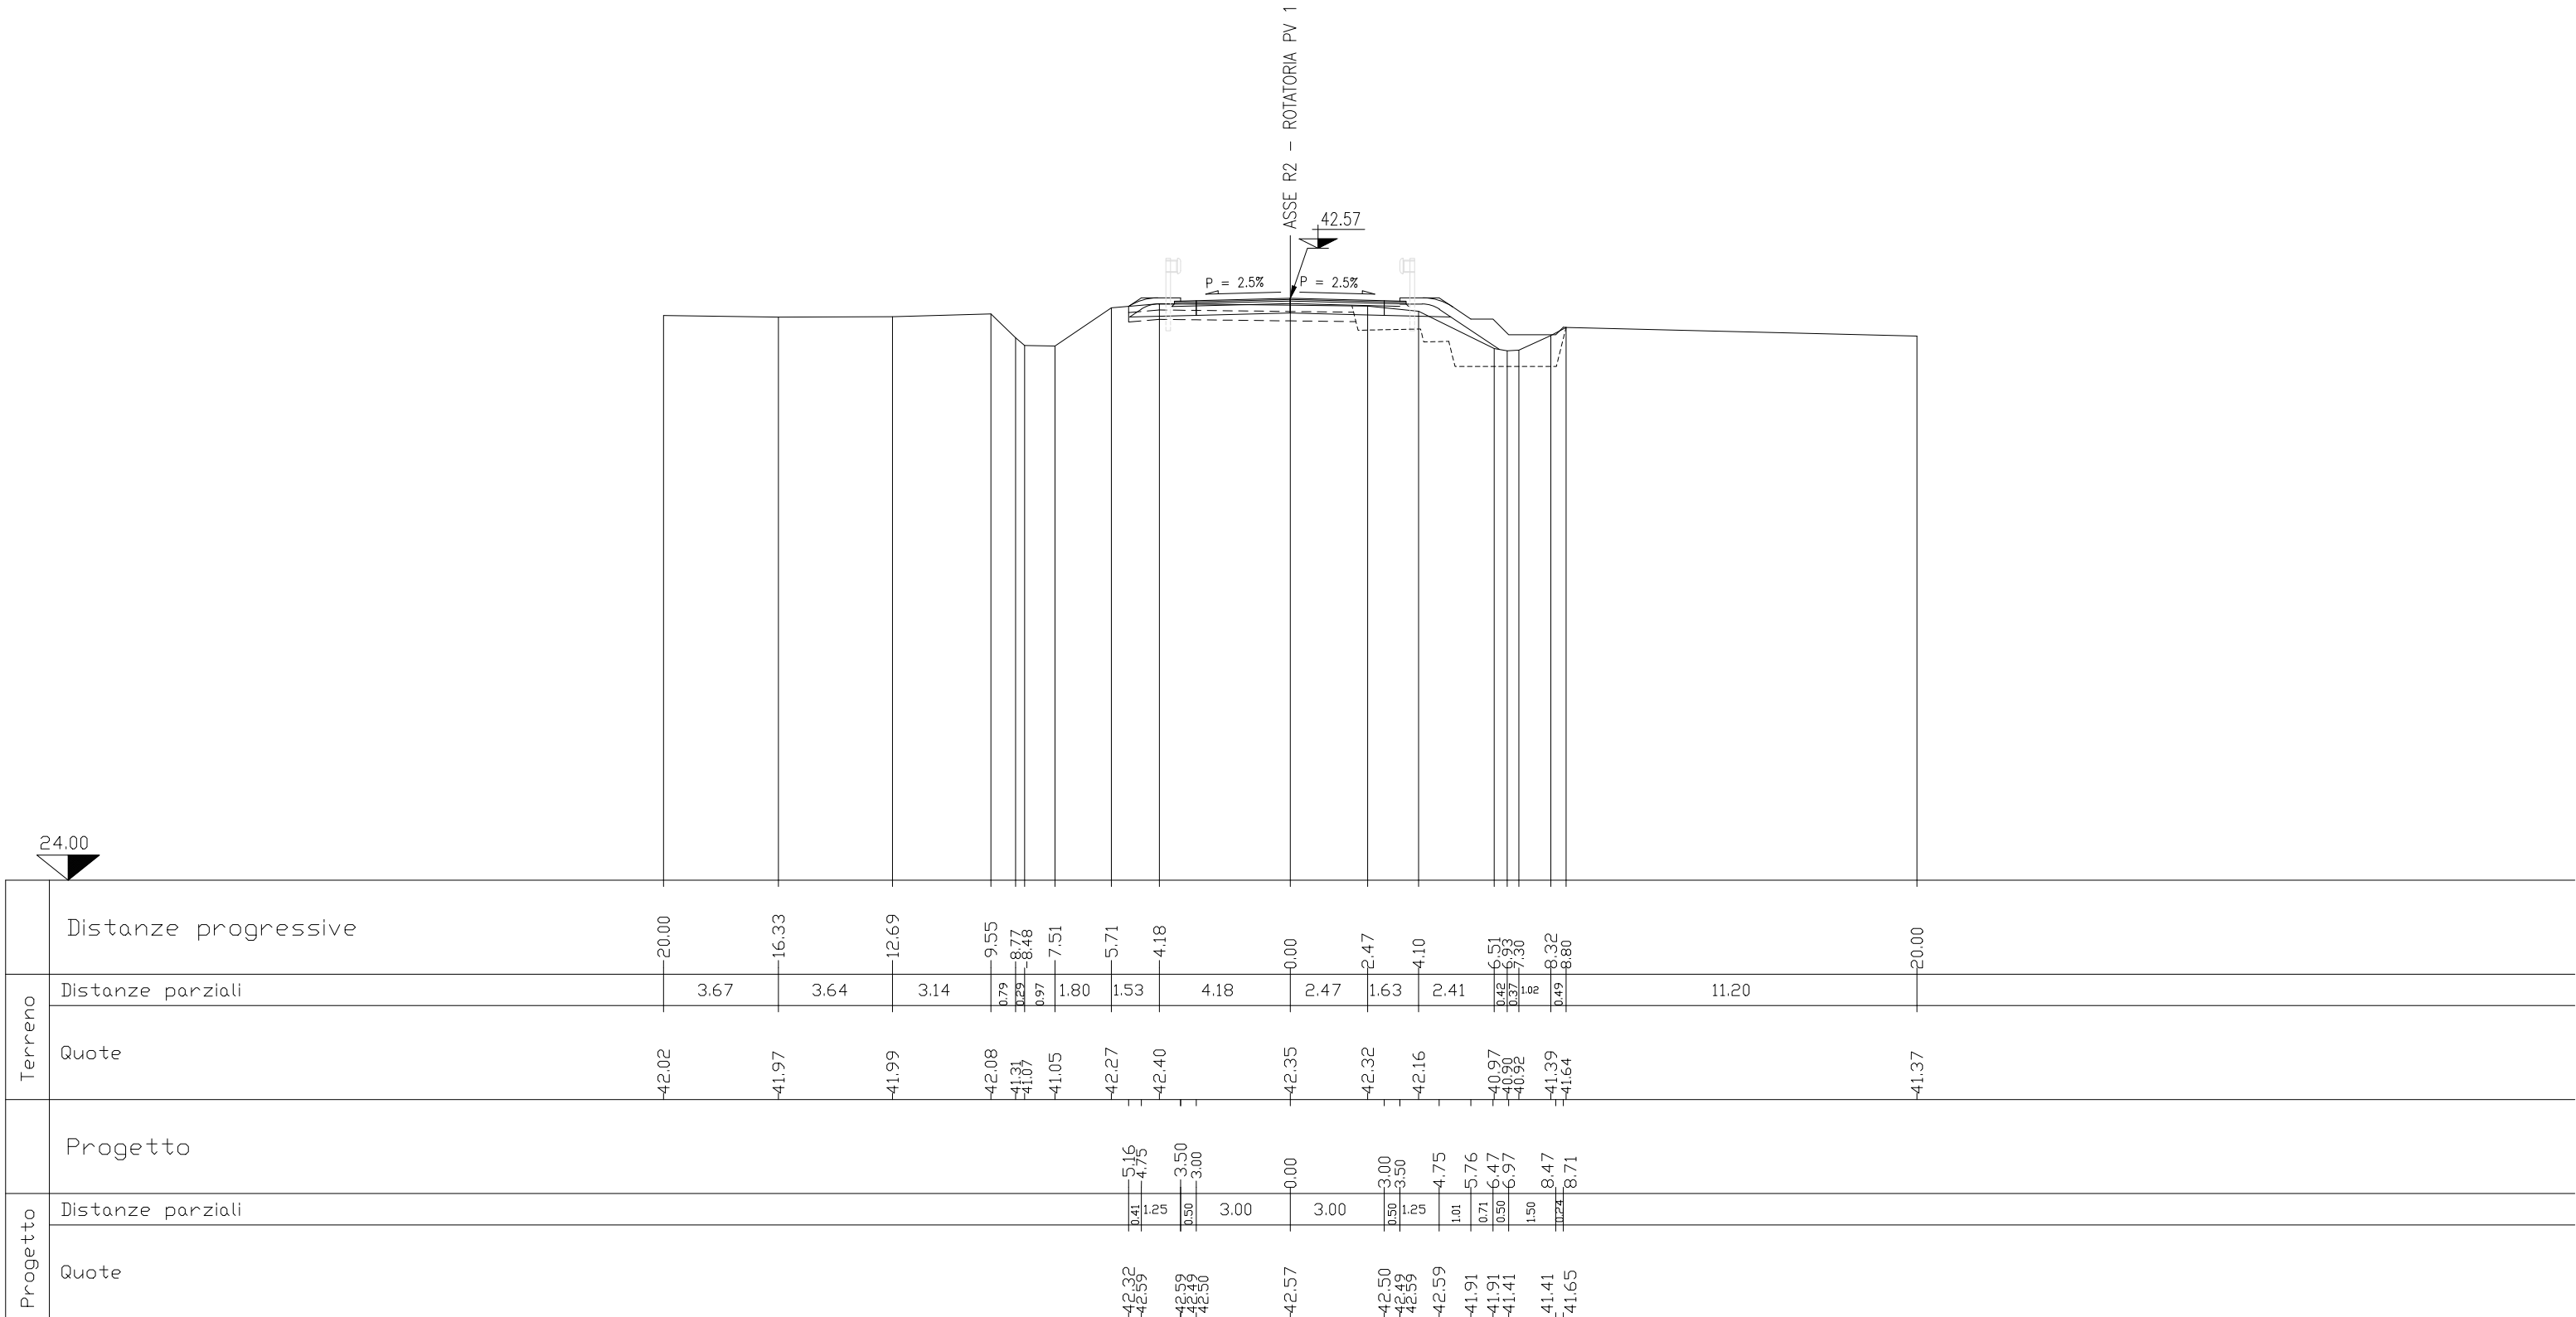 ASSE R2 - ROTATORIA PV 1
42.57
P = 2.5% P = 2.5%
24.00
Distanze progressive 20.00 16.33 12.69 9.55 8.77 8.48 7.51 5.71 4.18 0.00 2.47 4.10 6.51 6.93 7.30 8.32 8.80 20.00
Terreno
Distanze parziali 3.67 3.64 3.14 0.79 0.29 0.97 1.80 1.53 4.18 2.47 1.63 2.41 0.42 0.37 1.02 0.49 11.20
Quote 42.02 41.97 41.99 42.08 41.31 41.07 41.05 42.27 42.40 42.35 42.32 42.16 40.97 40.90 40.92 41.39 41.64 41.37
Progetto 5.16 4.75 3.50 3.00 0.00 3.00 3.50 4.75 5.76 6.47 6.97 8.47 8.71
Progetto
Distanze parziali 0.41 1.25 0.50 3.00 3.00 0.50 1.25 1.01 0.71 0.50 1.50 0.24
Quote 42.32 42.59 42.59 42.49 42.50 42.57 42.50 42.49 42.59 42.59 41.91 41.91 41.41 41.41 41.65